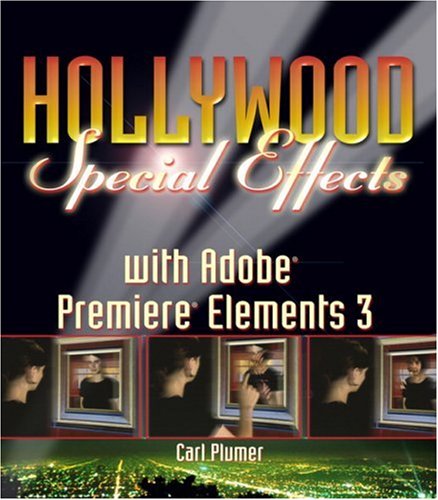 HOLLYWOOD
Special Effects
with Adobe®
Premiere® Elements 3
Carl Plumer